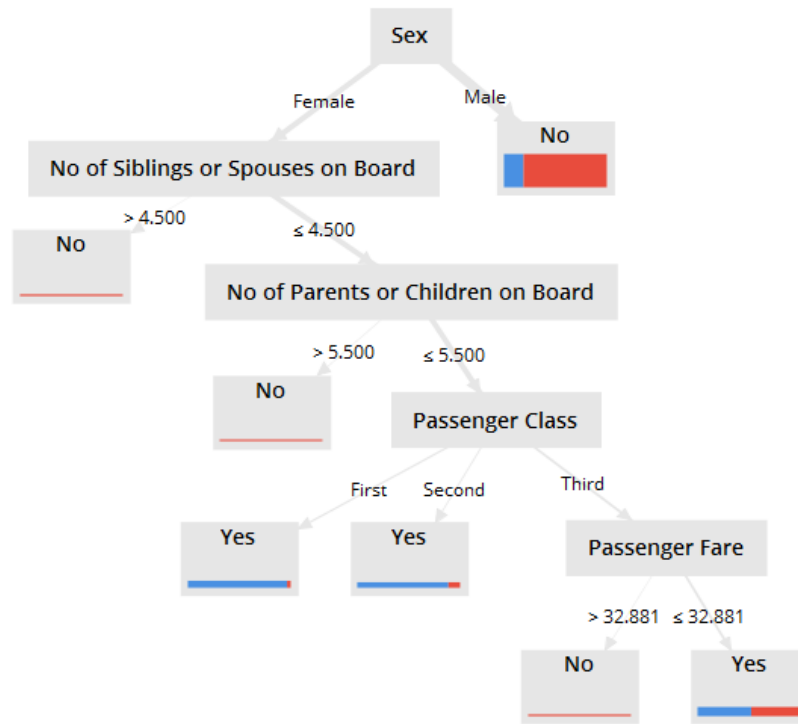 Sex
Female
Male
No
No of Siblings or Spouses on Board
> 4.500
≤ 4.500
No
No of Parents or Children on Board
> 5.500
≤ 5.500
No
Passenger Class
First
Second
Third
Yes
Yes
Passenger Fare
> 32.881
≤ 32.881
No
Yes